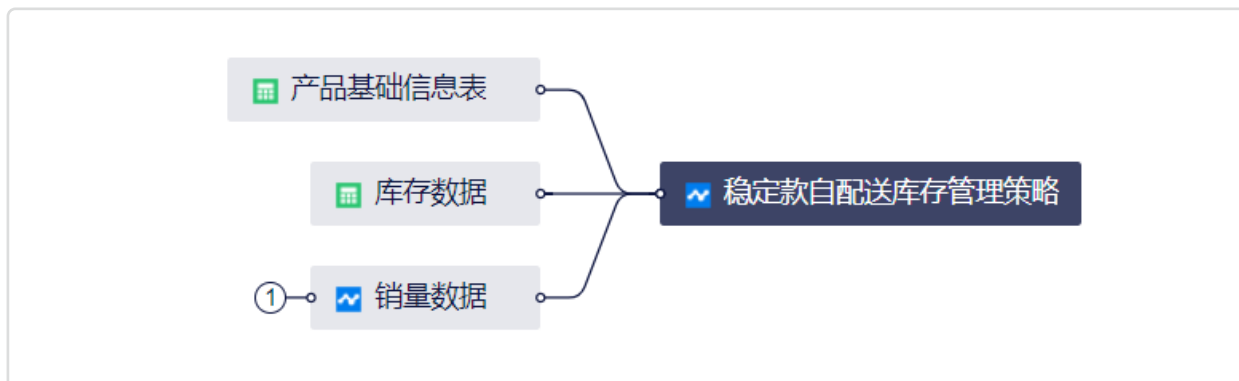 产品基础信息表
库存数据
稳定款自配送库存管理策略
1
销量数据